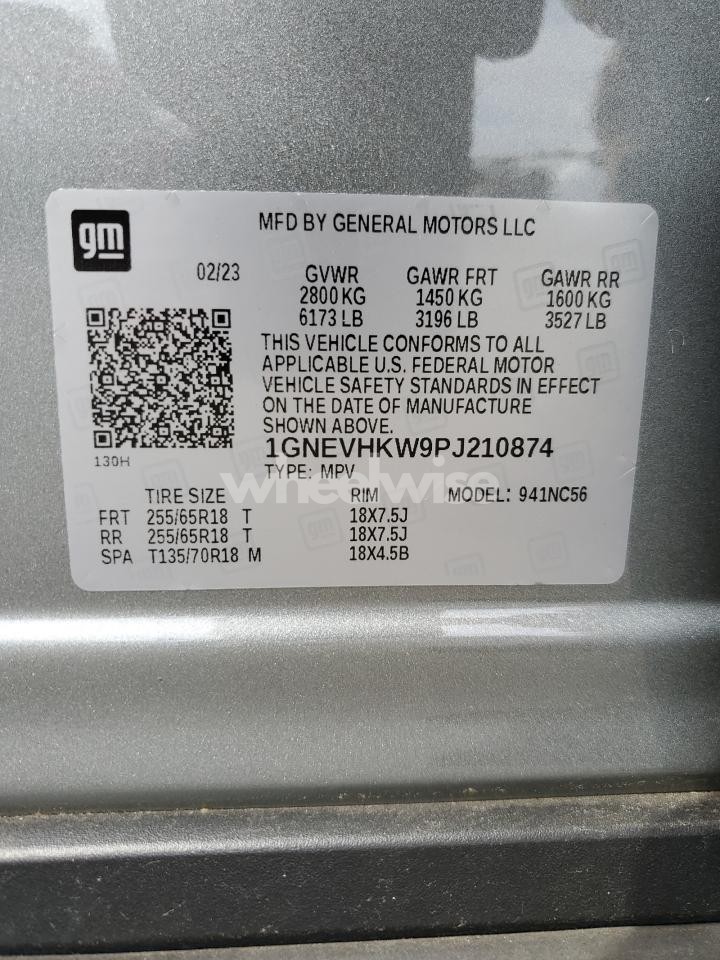 gm
MFD BY GENERAL MOTORS LLC
02/23 GVWR GAWR FRT GAWR RR
2800 KG 1450 KG 1600 KG
6173 LB 3196 LB 3527 LB
THIS VEHICLE CONFORMS TO ALL
APPLICABLE U.S. FEDERAL MOTOR
VEHICLE SAFETY STANDARDS IN EFFECT
ON THE DATE OF MANUFACTURE
SHOWN ABOVE.
1GNEVHKW9PJ210874
130H
TYPE: MPV
wheelwise
TIRE SIZE RIM MODEL: 941NC56
FRT 255/65R18 T 18X7.5J
RR 255/65R18 T 18X7.5J
SPA T135/70R18 M 18X4.5B